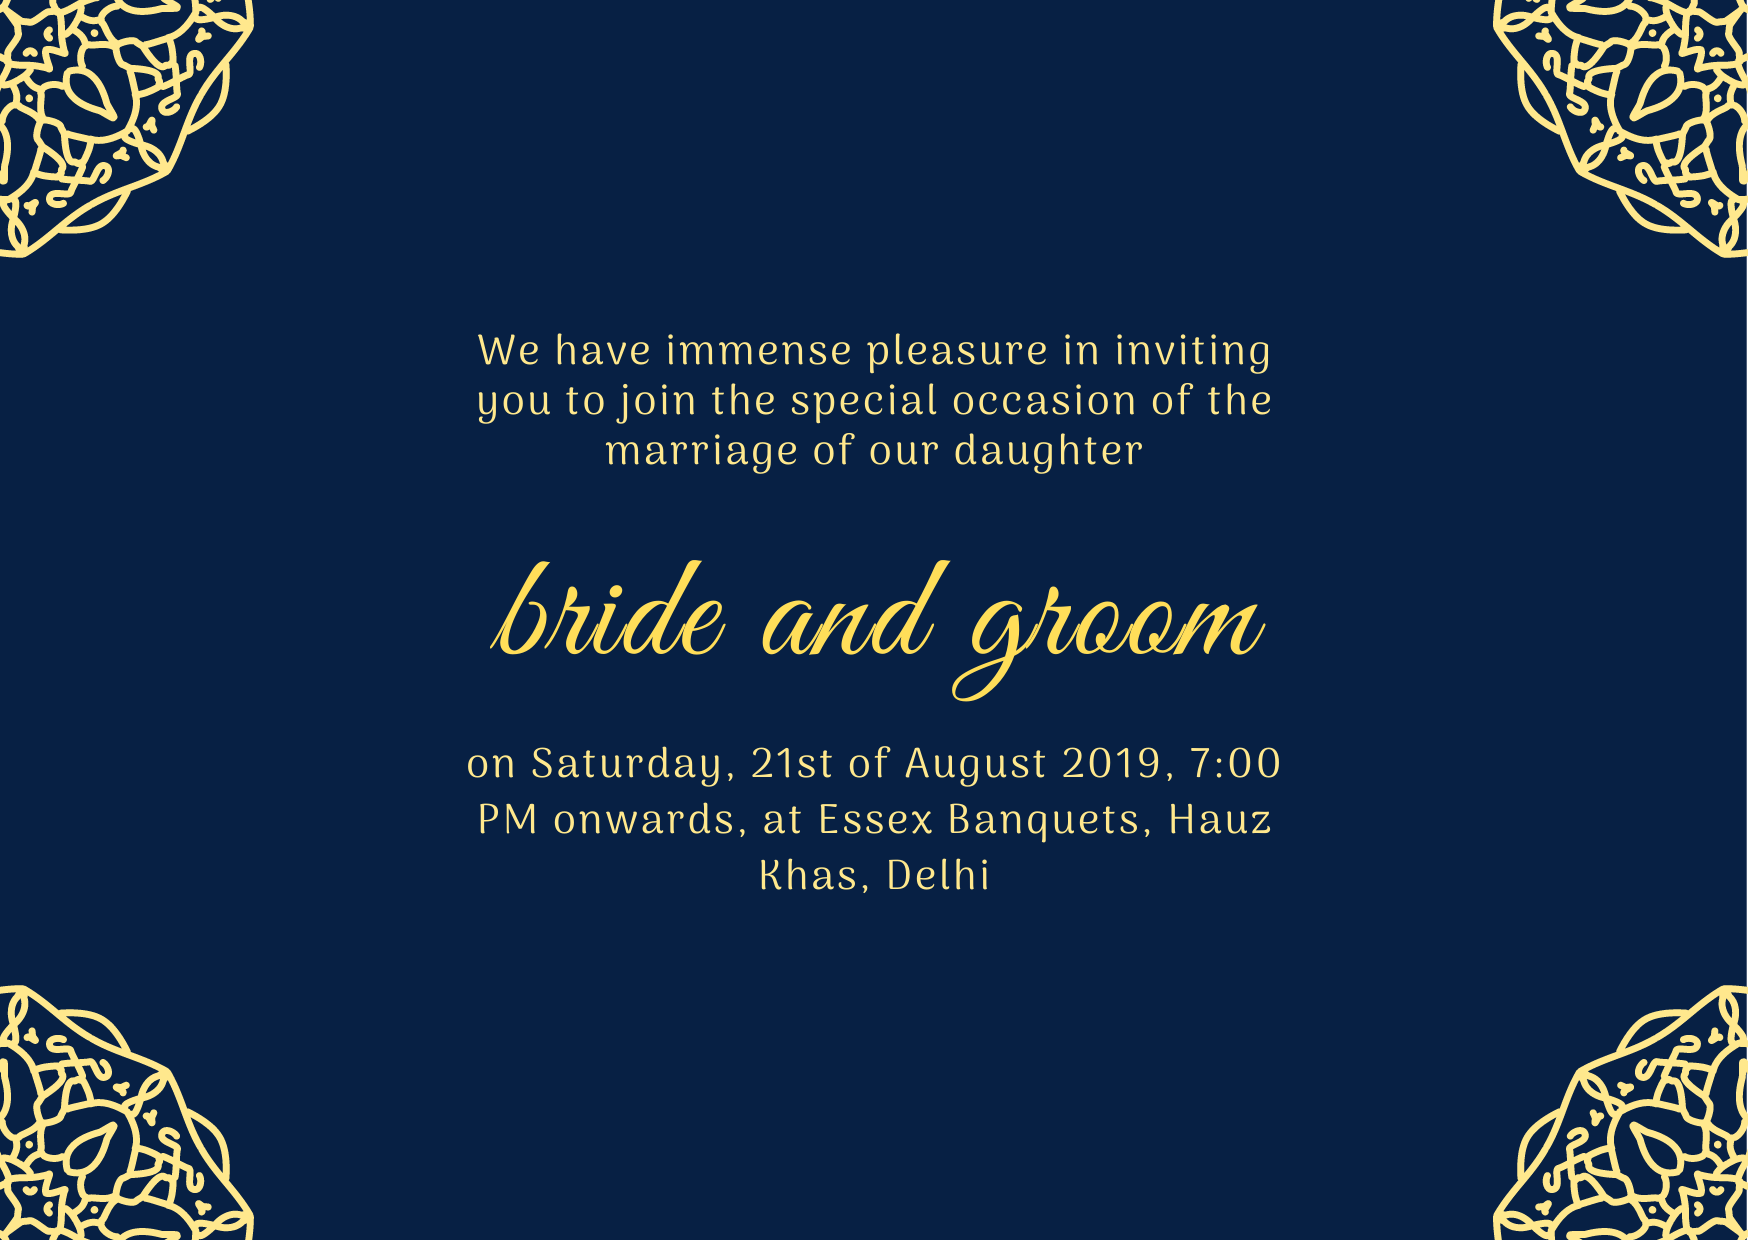 We have immense pleasure in inviting
you to join the special occasion of the
marriage of our daughter
bride and groom
on Saturday, 21st of August 2019, 7:00
PM onwards, at Essex Banquets, Hauz
Khas, Delhi